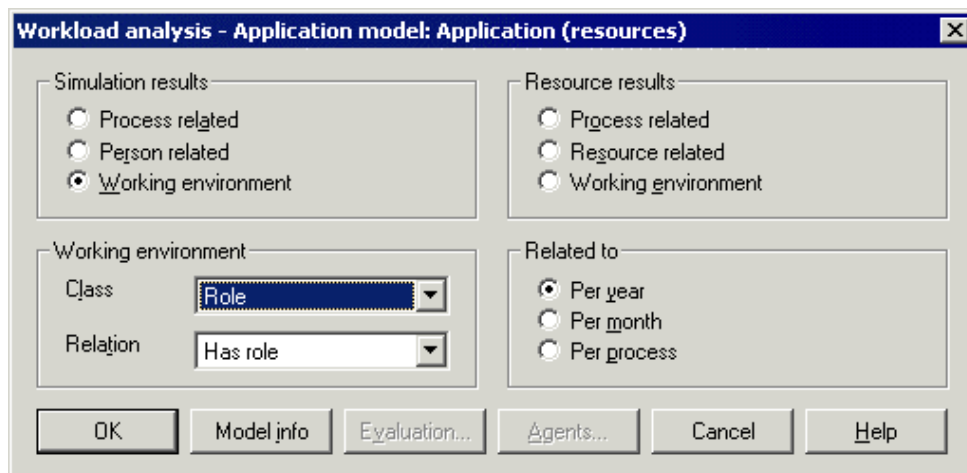 Workload analysis - Application model: Application (resources)
Simulation results
Process related
Person related
Working environment
Resource results
Process related
Resource related
Working environment
Working environment
Class
Role
Relation
Has role
Related to
Per year
Per month
Per process
OK
Model info
Evaluation...
Agents...
Cancel
Help